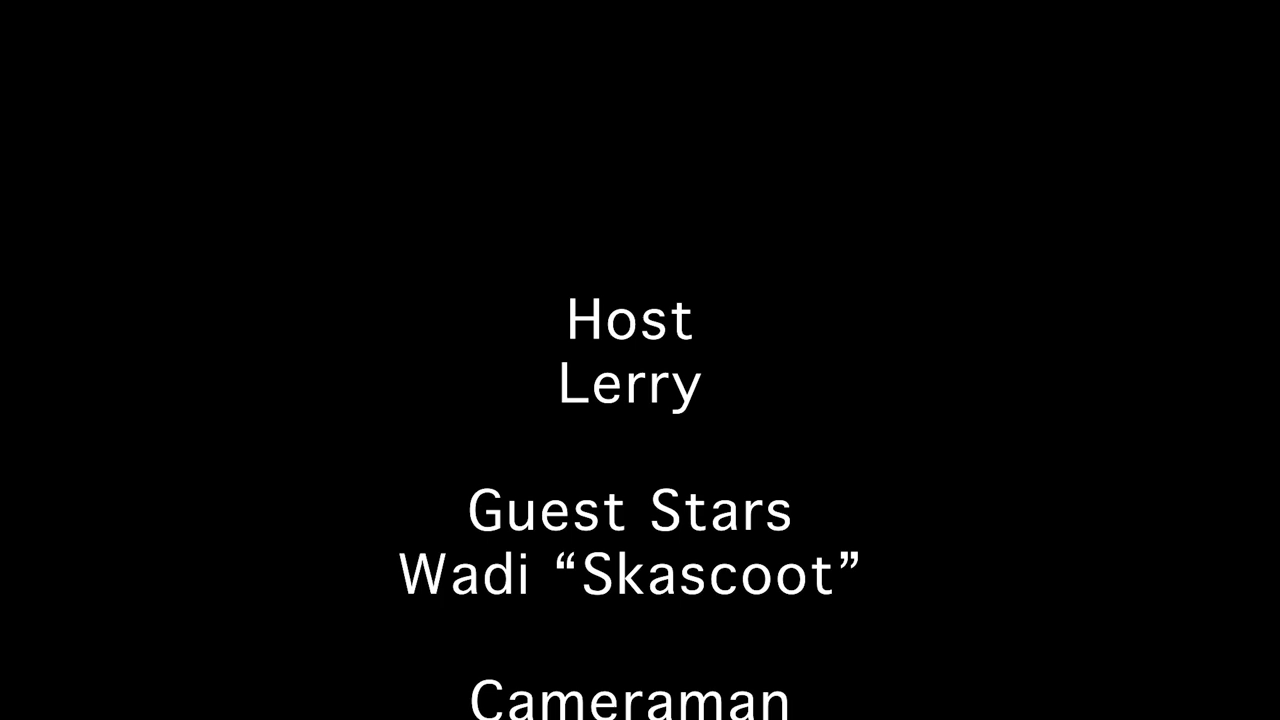 Host
Lerry
Guest Stars
Wadi “Skascoot”
Cameraman